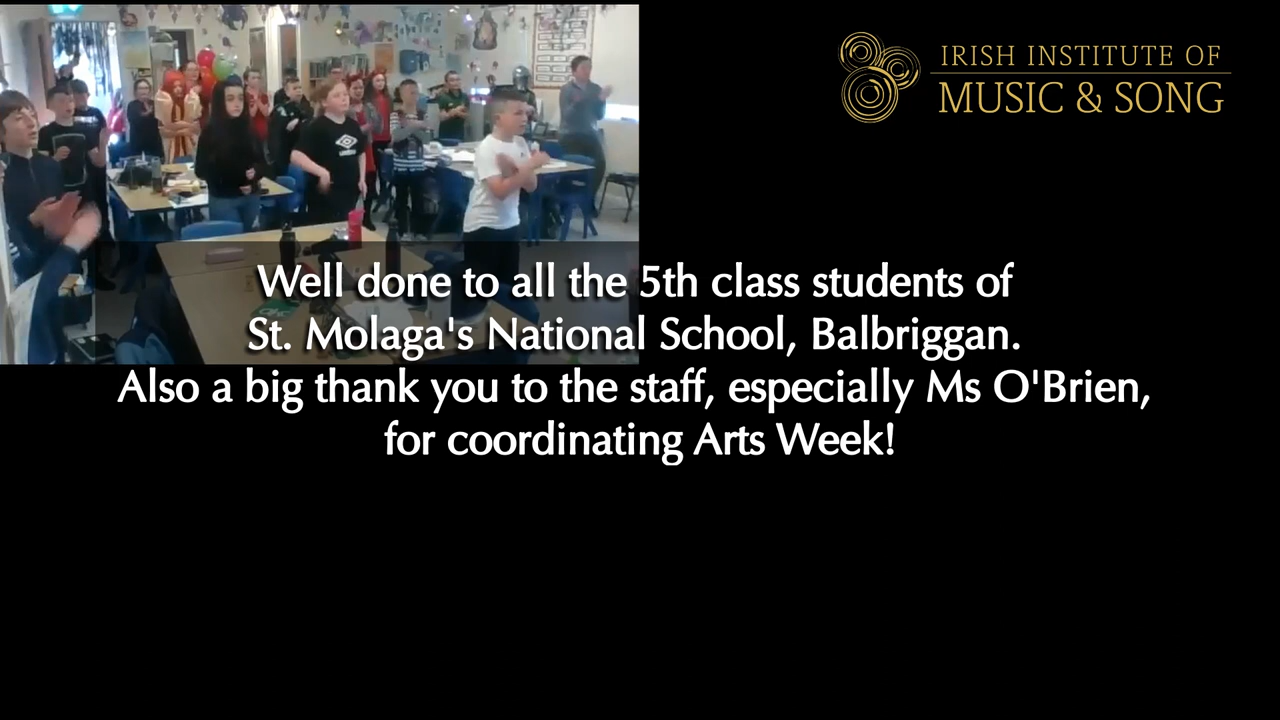 IRISH INSTITUTE OF
MUSIC & SONG
Well done to all the 5th class students of
St. Molaga's National School, Balbriggan.
Also a big thank you to the staff, especially Ms O'Brien,
for coordinating Arts Week!